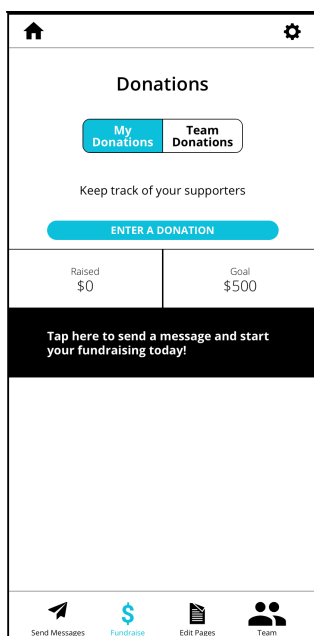 Donations
My
Donations
Team
Donations
Keep track of your supporters
ENTER A DONATION
Raised
$0
Goal
$500
Tap here to send a message and start
your fundraising today!
$
Send Messages
Fundraise
Edit Pages
Team